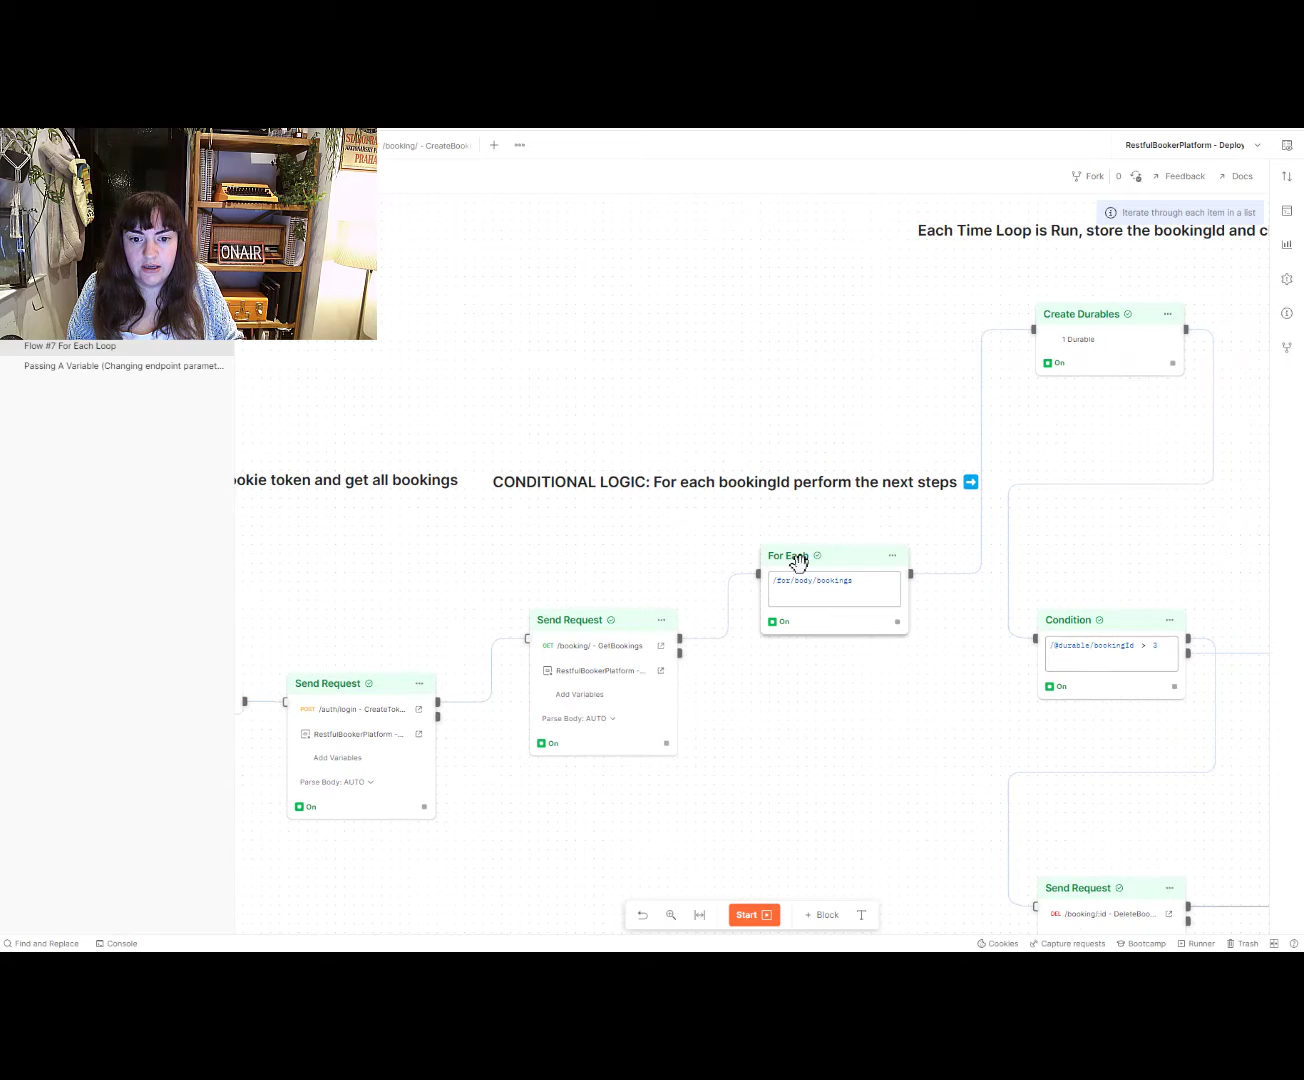 /booking/ - CreateBook
RestfulBookerPlatform - Deploy
Fork 0 Feedback Docs
Iterate through each item in a list
Each Time Loop is Run, store the bookingId and c
PRAHA
ONAIR
Flow #7 For Each Loop
Passing A Variable (Changing endpoint paramet...
Create Durables
1 Durable
On
ookie token and get all bookings
CONDITIONAL LOGIC: For each bookingId perform the next steps
For Each
/for/body/bookings
On
Send Request
GET /booking/ - GetBookings
RestfulBookerPlatform -...
Add Variables
Parse Body: AUTO
On
Condition
/@durable/bookingId > 3
On
Send Request
POST /auth/login - CreateTok...
RestfulBookerPlatform -...
Add Variables
Parse Body: AUTO
On
Send Request
DEL /booking/:id - DeleteBoo...
Start
+ Block
Find and Replace Console
Cookies Capture requests Bootcamp Runner Trash